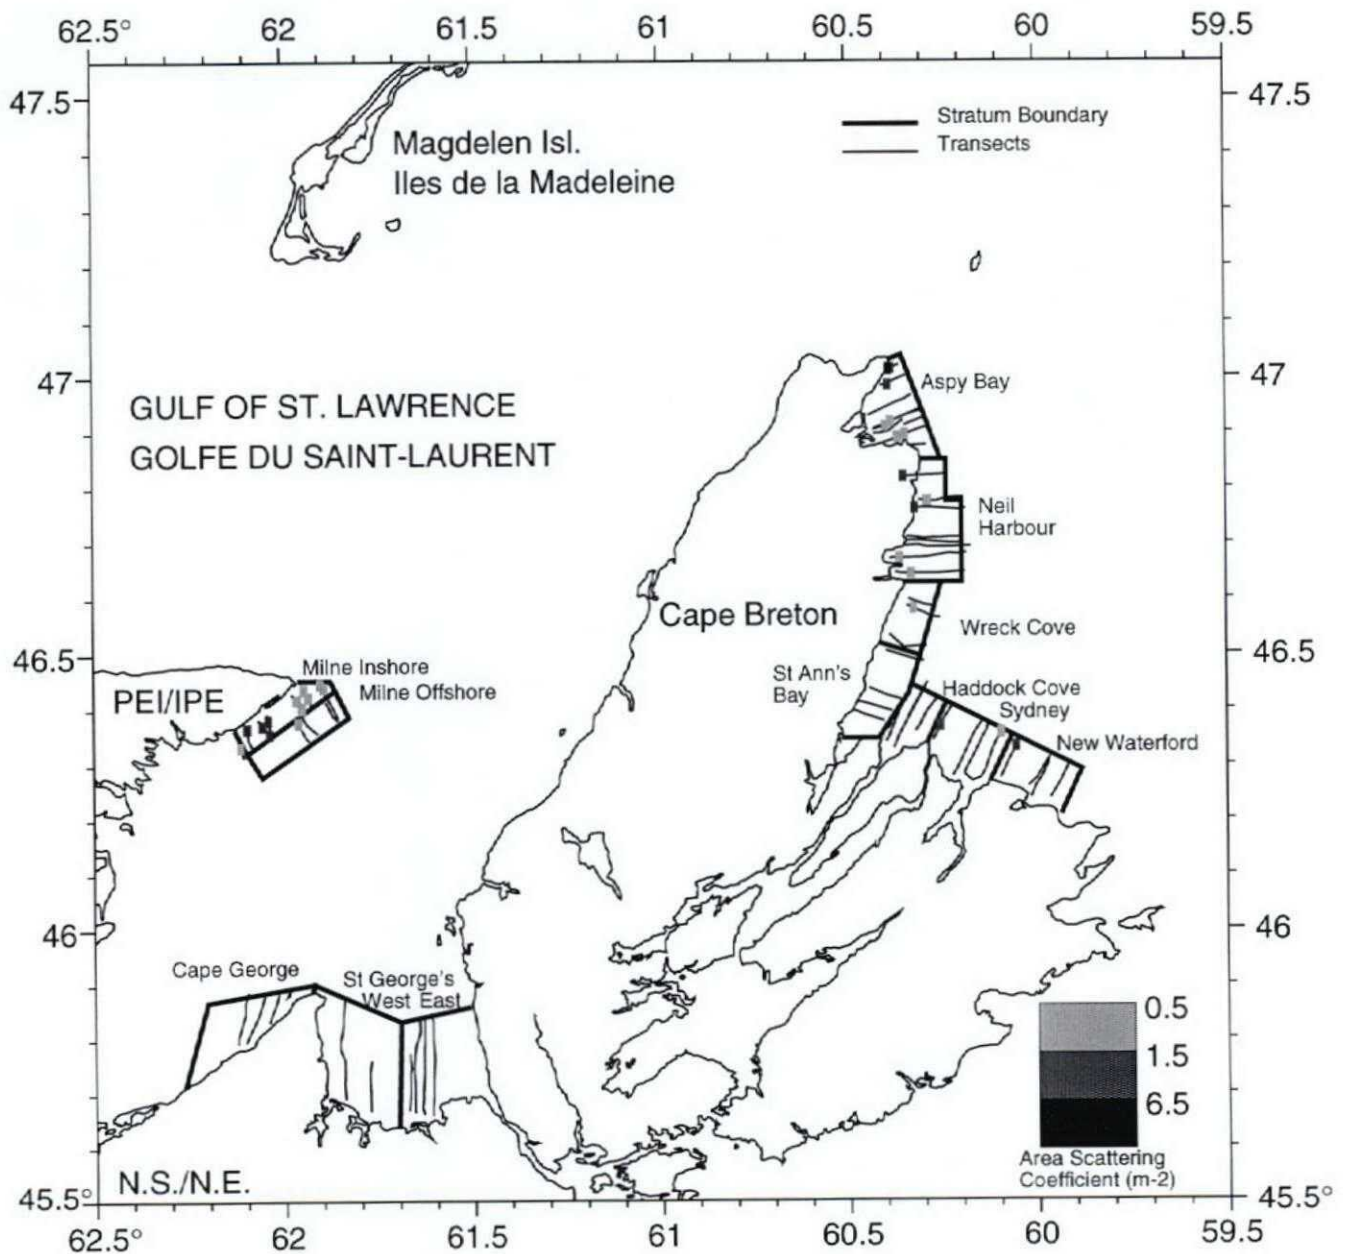 62.5° 62 61.5 61 60.5 60 59.5
47.5 47.5
Stratum Boundary
Transects
Magdelen Isl.
Iles de la Madeleine
47 47
Aspy Bay
GULF OF ST. LAWRENCE
GOLFE DU SAINT-LAURENT
Neil
Harbour
Cape Breton
Wreck Cove
46.5 46.5
Milne Inshore
Milne Offshore
PEI/IPE
St Ann's
Bay
Haddock Cove
Sydney
New Waterford
46 46
Cape George
St George's
West East
0.5
1.5
6.5
Area Scattering
Coefficient (m-2)
N.S./N.E.
45.5° 45.5°
62.5° 62 61.5 61 60.5 60 59.5